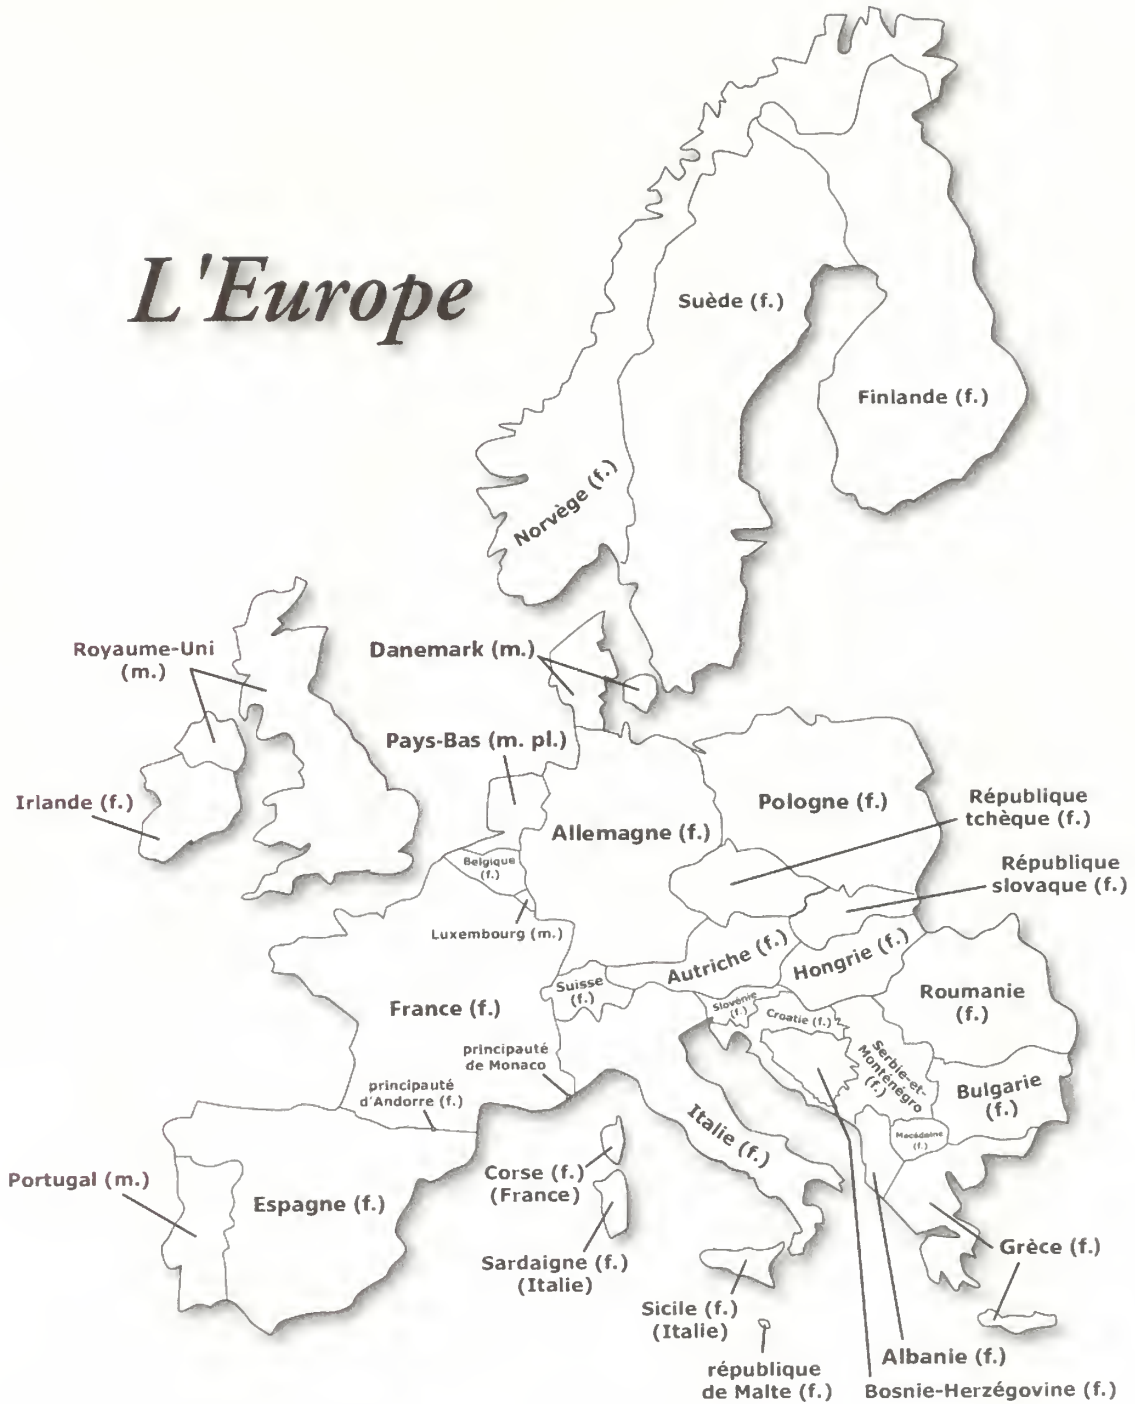 L'Europe
Suède (f.)
Finlande (f.)
Norvège (f.)
Royaume-Uni
(m.)
Danemark (m.)
Pays-Bas (m. pl.)
Irlande (f.)
Pologne (f.)
République
tchèque (f.)
Allemagne (f.)
Belgique
(f.)
République
slovaque (f.)
Luxembourg (m.)
Autriche (f.)
Hongrie (f.)
Suisse
(f.)
Roumanie
(f.)
Slovénie
(f.)
Croatie (f.)
France (f.)
principauté
de Monaco
Serbie-et-
Monténégro
(f.)
principauté
d'Andorre (f.)
Bulgarie
(f.)
Italie (f.)
Macédoine
(f.)
Portugal (m.)
Espagne (f.)
Corse (f.)
(France)
Sardaigne (f.)
(Italie)
Grèce (f.)
Sicile (f.)
(Italie)
Albanie (f.)
république
de Malte (f.)
Bosnie-Herzégovine (f.)